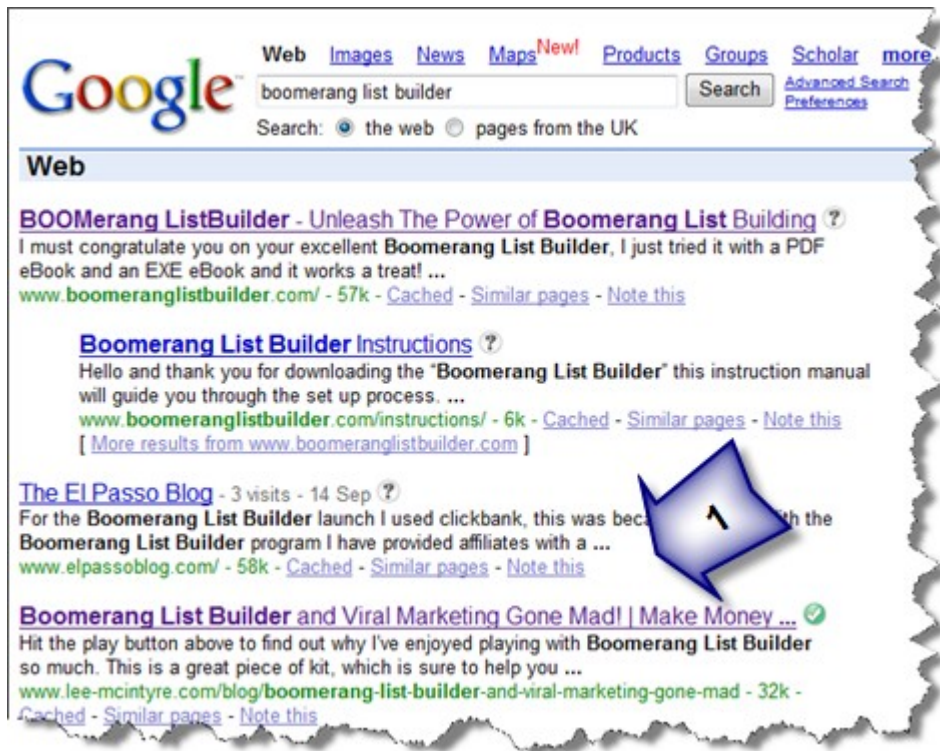 Google™
Web Images News Maps New! Products Groups Scholar more
boomerang list builder Search Advanced Search
Preferences
Search: the web pages from the UK
Web
BOOMerang ListBuilder - Unleash The Power of Boomerang List Building ?
I must congratulate you on your excellent Boomerang List Builder, I just tried it with a PDF
eBook and an EXE eBook and it works a treat! ...
www.boomeranglistbuilder.com/ - 57k - Cached - Similar pages - Note this
Boomerang List Builder Instructions ?
Hello and thank you for downloading the "Boomerang List Builder" this instruction manual
will guide you through the set up process. ...
www.boomeranglistbuilder.com/instructions/ - 6k - Cached - Similar pages - Note this
[ More results from www.boomeranglistbuilder.com ]
The El Passo Blog - 3 visits - 14 Sep ?
For the Boomerang List Builder launch I used clickbank, this was 1 the
Boomerang List Builder program I have provided affiliates with a ...
www.elpassoblog.com/ - 58k - Cached - Similar pages - Note this
Boomerang List Builder and Viral Marketing Gone Mad! | Make Money ...
Hit the play button above to find out why I've enjoyed playing with Boomerang List Builder
so much. This is a great piece of kit, which is sure to help you ...
www.lee-mcintyre.com/blog/boomerang-list-builder-and-viral-marketing-gone-mad - 32k -
Cached - Similar pages - Note this